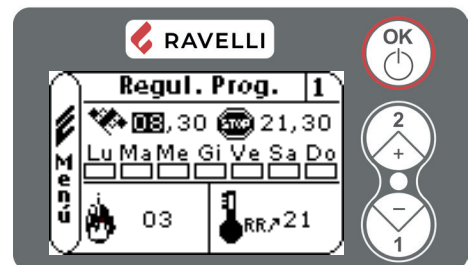 RAVELLI
OK
Regul. Prog. 1
08,30 STOP 21,30
Lu Ma Me Gi Ve Sa Do
Menú
03
RR 21
2
+
−
1